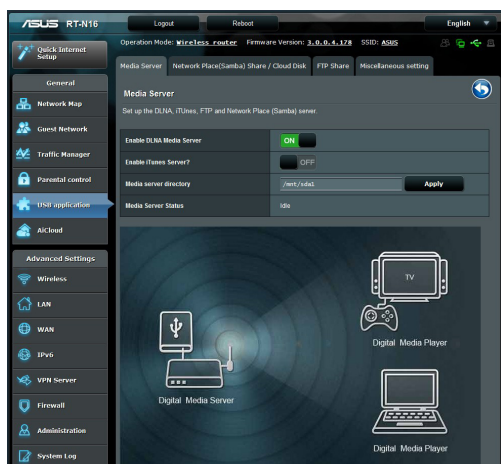 ASUS RT-N16
Logout
Reboot
English
Quick Internet Setup
Operation Mode: Wireless router Firmware Version: 3.0.0.4.178 SSID: ASUS
Media Server
Network Place(Samba) Share / Cloud Disk
FTP Share
Miscellaneous setting
General
Network Map
Guest Network
Traffic Manager
Parental control
USB application
AiCloud
Advanced Settings
Wireless
LAN
WAN
IPv6
VPN Server
Firewall
Administration
System Log
Media Server
Set up the DLNA, iTunes, FTP and Network Place (Samba) server.
Enable DLNA Media Server ON
Enable iTunes Server? OFF
Media server directory /mnt/sda1 Apply
Media Server Status Idle
TV
Digital Media Player
Digital Media Server
Digital Media Player